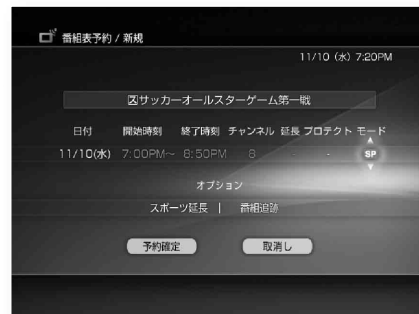 番組表予約 / 新規
11/10 (水) 7:20PM
図サッカーオールスターゲーム第一戦
日付 開始時刻 終了時刻 チャンネル 延長 プロテクト モード
11/10(水) 7:00PM~ 8:50PM 8 - SP
オプション
スポーツ延長 | 番組追跡
予約確定 取消し